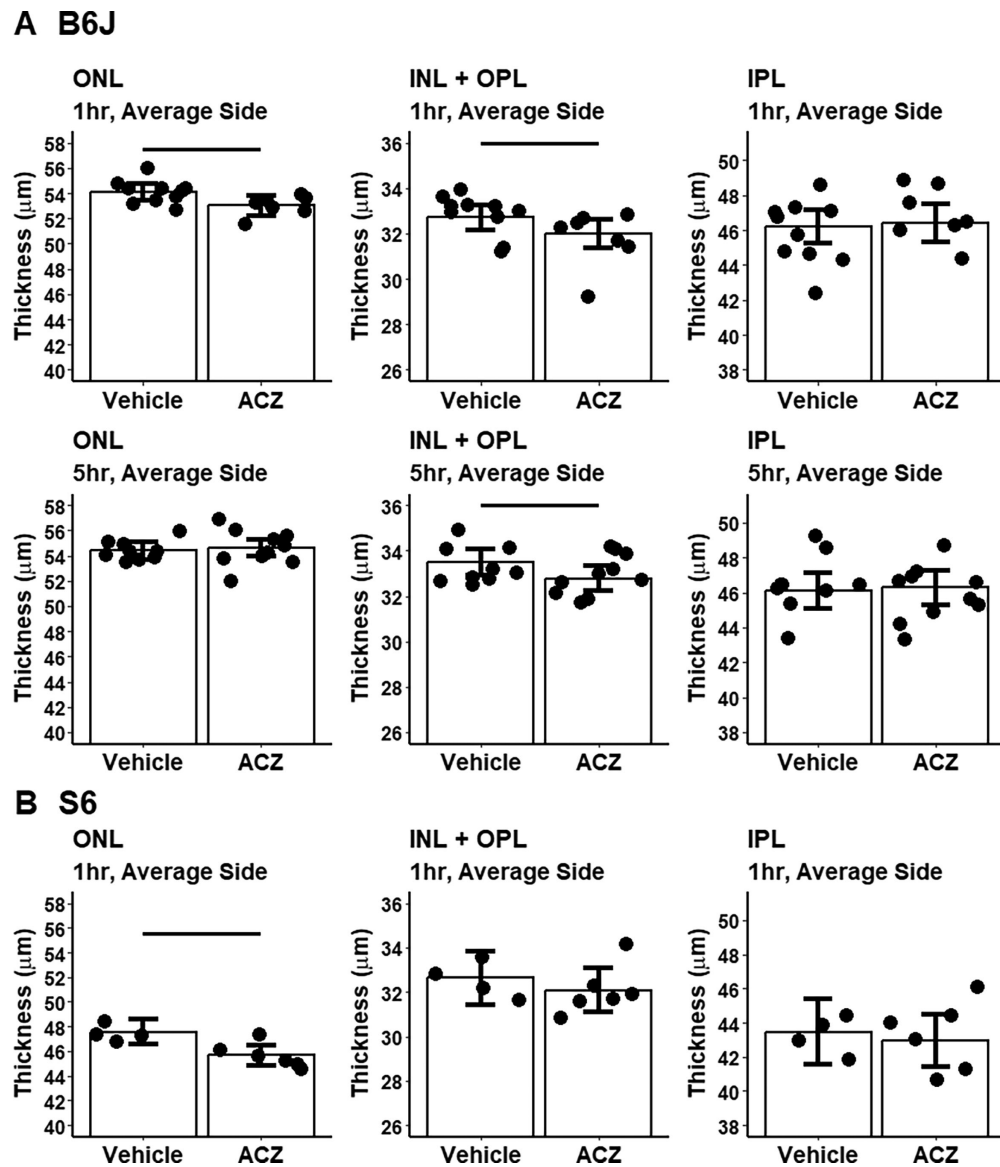 A B6J
ONL
1hr, Average Side
Thickness (μm)
58
56
54
52
50
48
46
44
42
40
Vehicle ACZ
INL + OPL
1hr, Average Side
Thickness (μm)
36
34
32
30
28
26
Vehicle ACZ
IPL
1hr, Average Side
Thickness (μm)
50
48
46
44
42
40
38
Vehicle ACZ
ONL
5hr, Average Side
Thickness (μm)
58
56
54
52
50
48
46
44
42
40
Vehicle ACZ
INL + OPL
5hr, Average Side
Thickness (μm)
36
34
32
30
28
26
Vehicle ACZ
IPL
5hr, Average Side
Thickness (μm)
50
48
46
44
42
40
38
Vehicle ACZ
B S6
ONL
1hr, Average Side
Thickness (μm)
58
56
54
52
50
48
46
44
42
40
Vehicle ACZ
INL + OPL
1hr, Average Side
Thickness (μm)
36
34
32
30
28
26
Vehicle ACZ
IPL
1hr, Average Side
Thickness (μm)
50
48
46
44
42
40
38
Vehicle ACZ